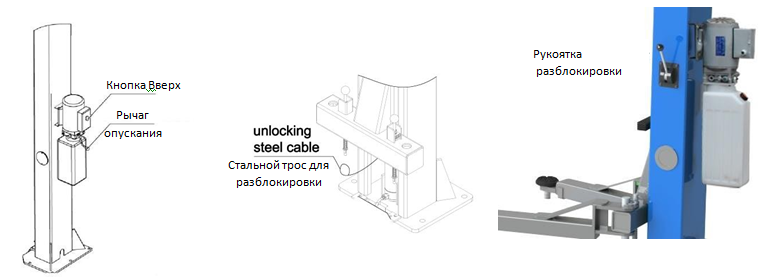 Кнопка Вверх
Рычаг
опускания
unlocking
steel cable
Стальной трос для
разблокировки
Рукоятка
разблокировки